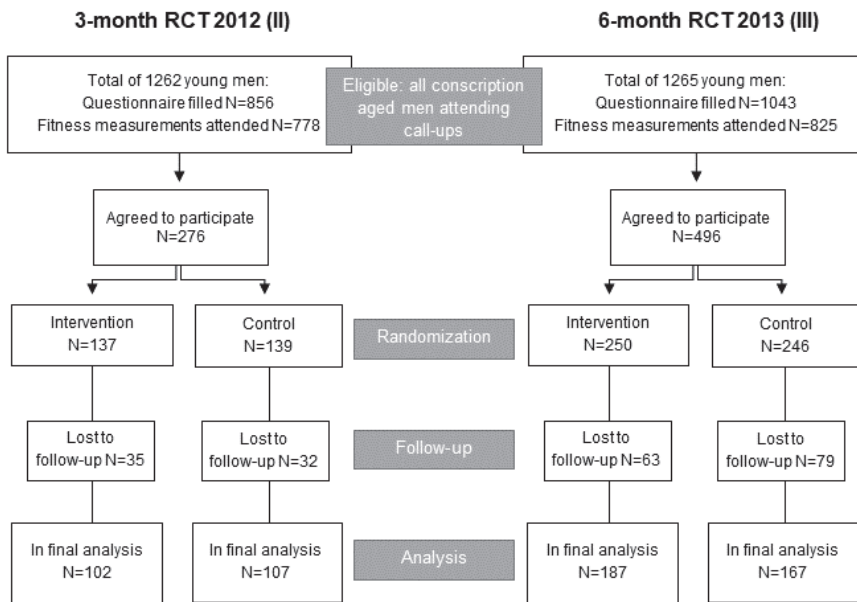 3-month RCT 2012 (II)
6-month RCT 2013 (III)
Total of 1262 young men:
Questionnaire filled N=856
Fitness measurements attended N=778
Eligible: all conscription
aged men attending
call-ups
Total of 1265 young men:
Questionnaire filled N=1043
Fitness measurements attended N=825
Agreed to participate
N=276
Agreed to participate
N=496
Intervention
N=137
Control
N=139
Randomization
Intervention
N=250
Control
N=246
Lost to
follow-up N=35
Lost to
follow-up N=32
Follow-up
Lost to
follow-up N=63
Lost to
follow-up N=79
In final analysis
N=102
In final analysis
N=107
Analysis
In final analysis
N=187
In final analysis
N=167